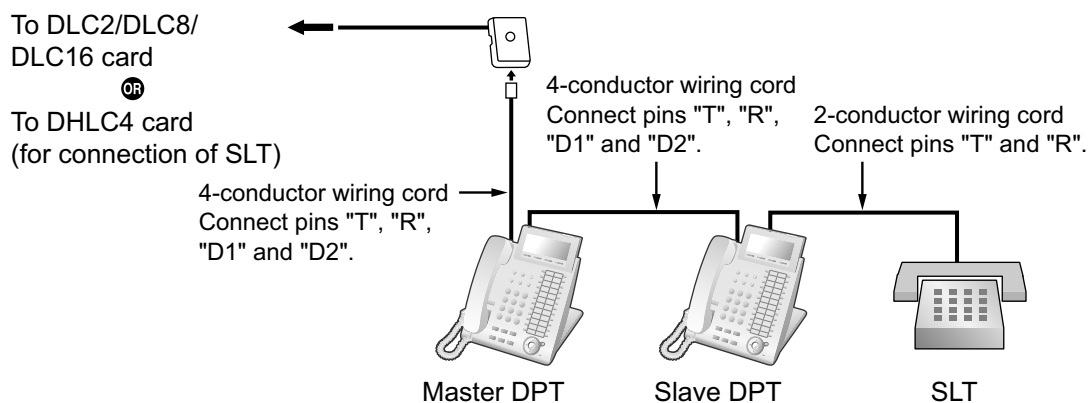 To DLC2/DLC8/
DLC16 card
OR
To DHLC4 card
(for connection of SLT)
4-conductor wiring cord
Connect pins "T", "R",
"D1" and "D2".
4-conductor wiring cord
Connect pins "T", "R",
"D1" and "D2".
2-conductor wiring cord
Connect pins "T" and "R".
Master DPT
Slave DPT
SLT